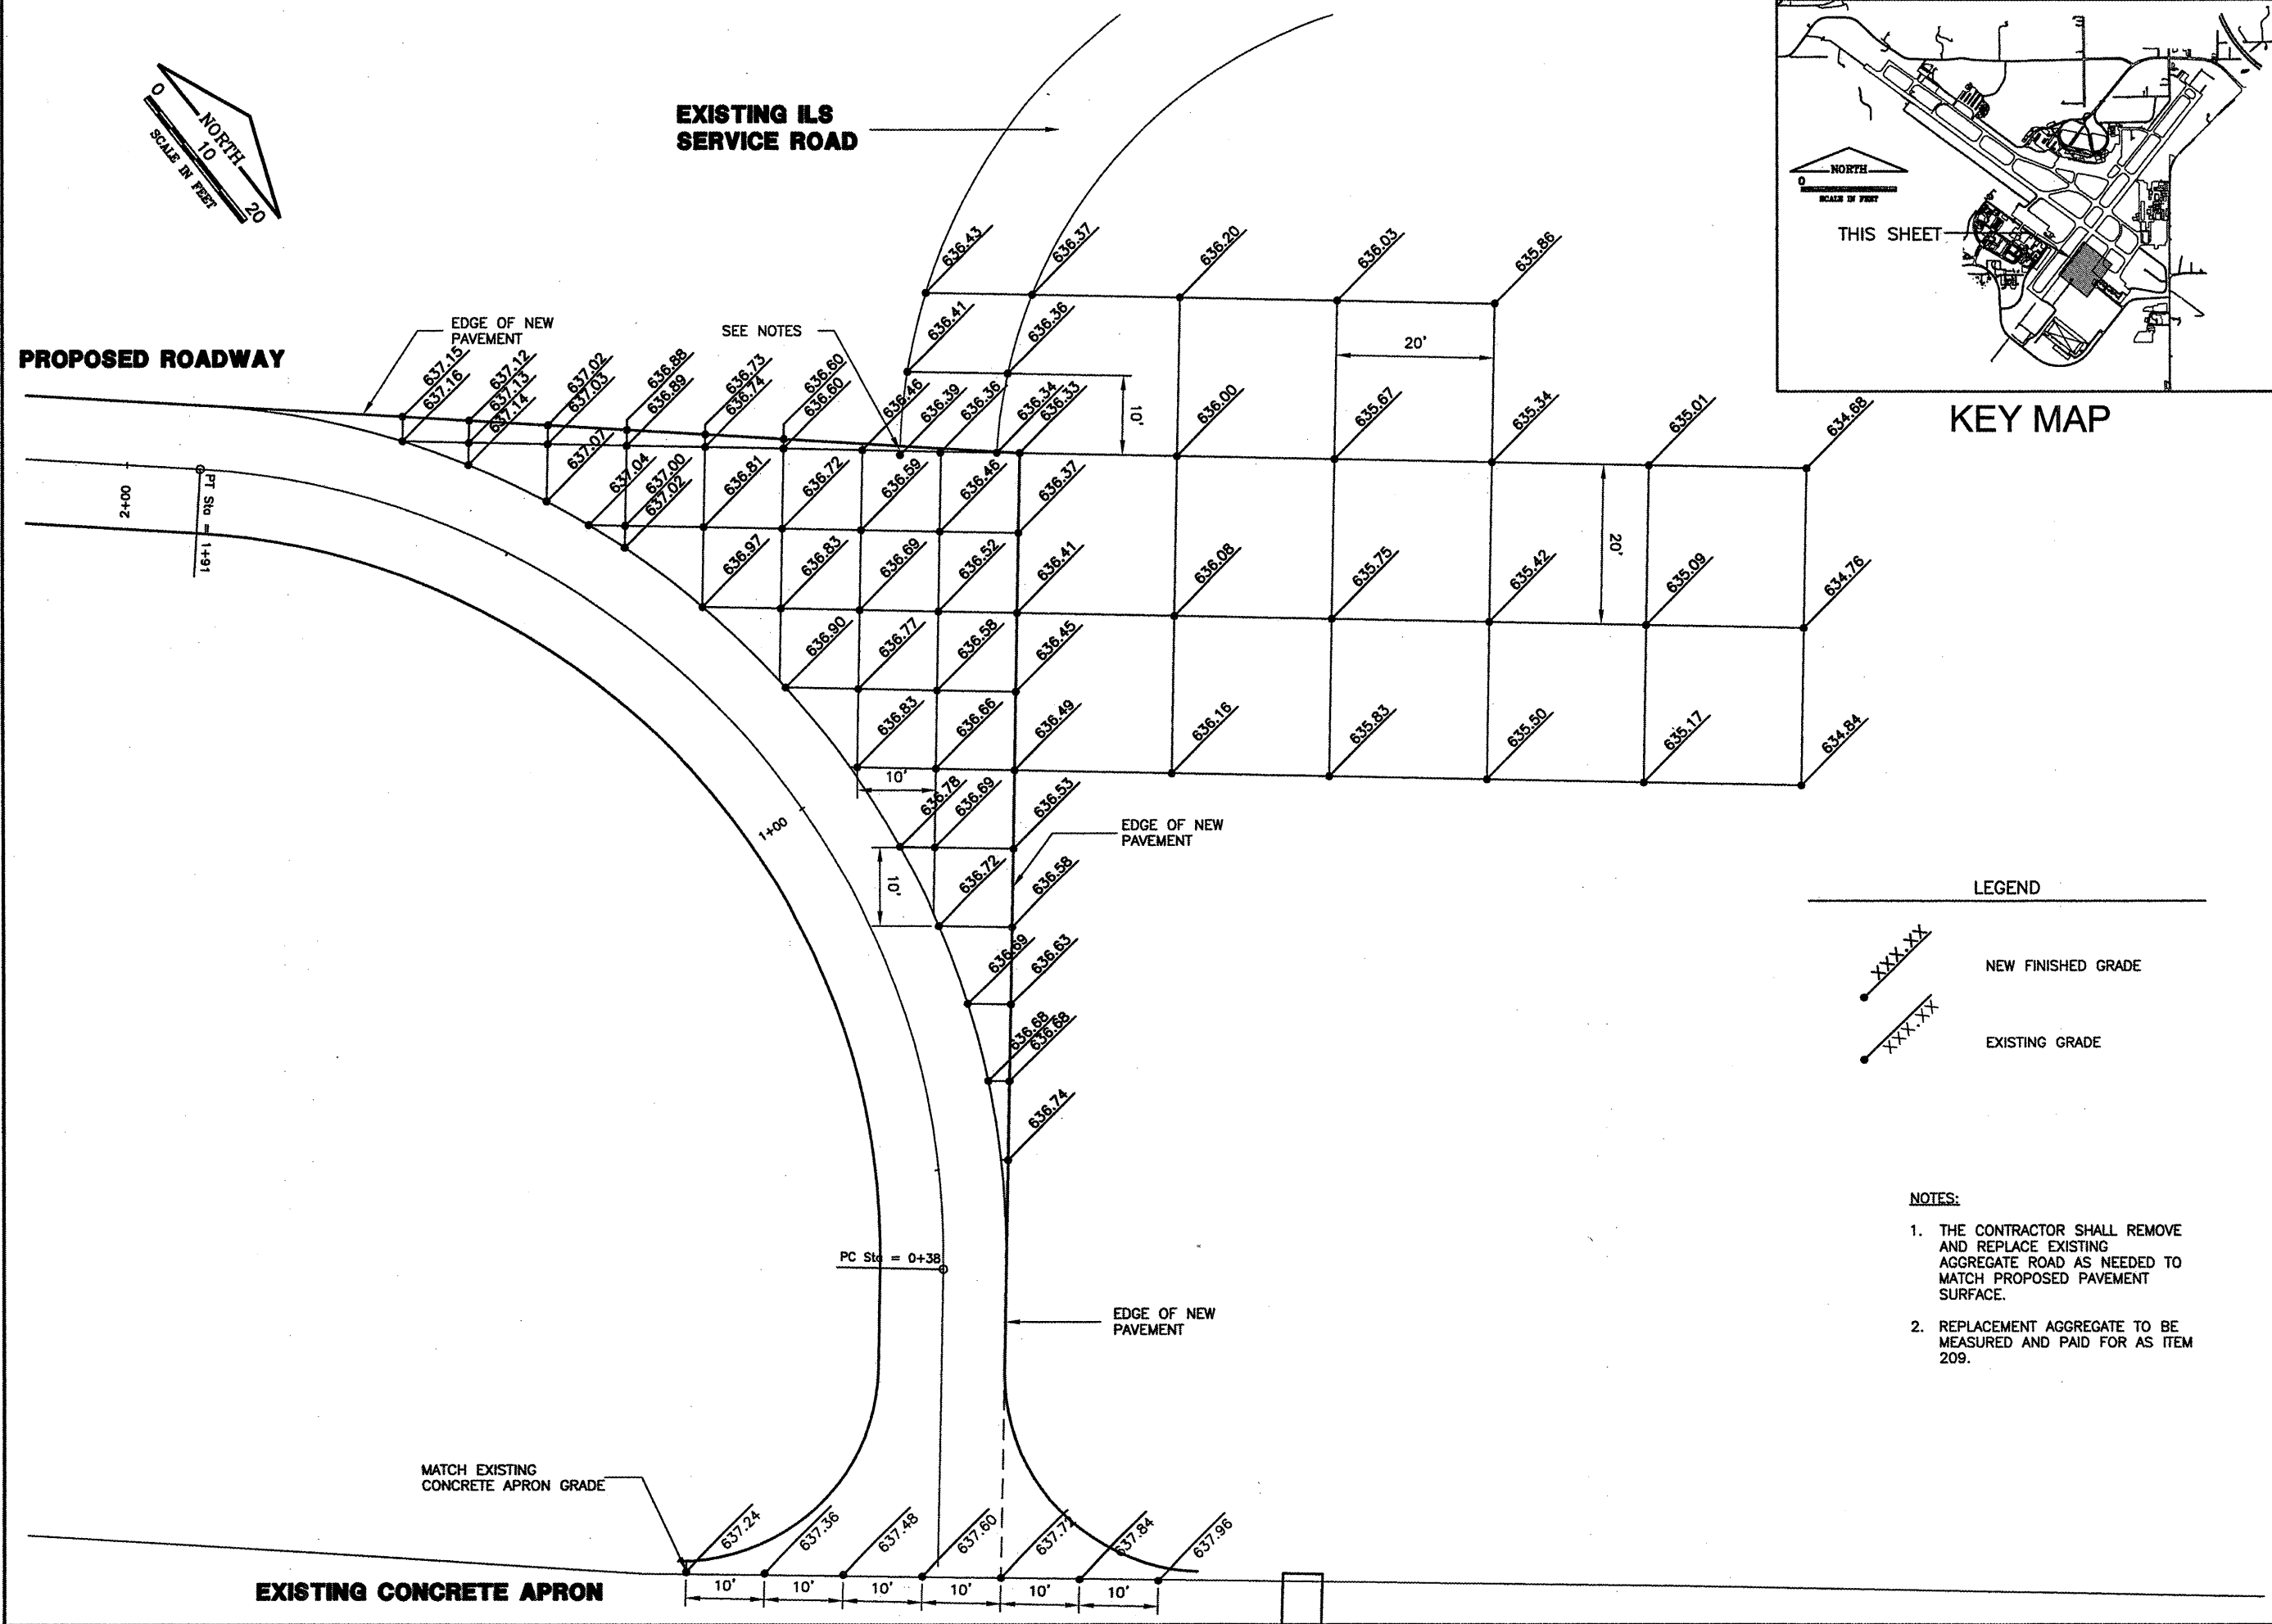 0
NORTH
10
20
SCALE IN FEET
EXISTING ILS
SERVICE ROAD
NORTH
0
SCALE IN FEET
THIS SHEET
KEY MAP
636.43
636.37
636.20
636.03
635.86
EDGE OF NEW
PAVEMENT
SEE NOTES
636.41
636.36
20'
PROPOSED ROADWAY
637.15
637.16
637.12
637.13
637.14
637.02
637.03
636.88
636.89
636.73
636.74
636.60
636.60
636.46
636.39
636.36
636.34
636.33
10'
636.00
635.67
635.34
635.01
634.68
637.07
637.04
637.00
637.02
636.81
636.72
636.59
636.46
636.37
2+00
PT Sta = 1+91
636.97
636.83
636.69
636.52
636.41
636.08
635.75
635.42
20'
635.09
634.76
636.90
636.77
636.58
636.45
636.83
636.66
636.49
636.16
635.83
635.50
635.17
634.84
10'
636.78
636.69
636.53
1+00
EDGE OF NEW
PAVEMENT
10'
636.72
636.58
636.69
636.63
636.68
636.68
636.74
LEGEND
XXX.XX
NEW FINISHED GRADE
XXX.XX
EXISTING GRADE
NOTES:
1. THE CONTRACTOR SHALL REMOVE
AND REPLACE EXISTING
AGGREGATE ROAD AS NEEDED TO
MATCH PROPOSED PAVEMENT
SURFACE.
2. REPLACEMENT AGGREGATE TO BE
MEASURED AND PAID FOR AS ITEM
209.
PC Sta = 0+38
EDGE OF NEW
PAVEMENT
MATCH EXISTING
CONCRETE APRON GRADE
637.24
637.36
637.48
637.60
637.72
637.84
637.96
10'
10'
10'
10'
10'
10'
EXISTING CONCRETE APRON